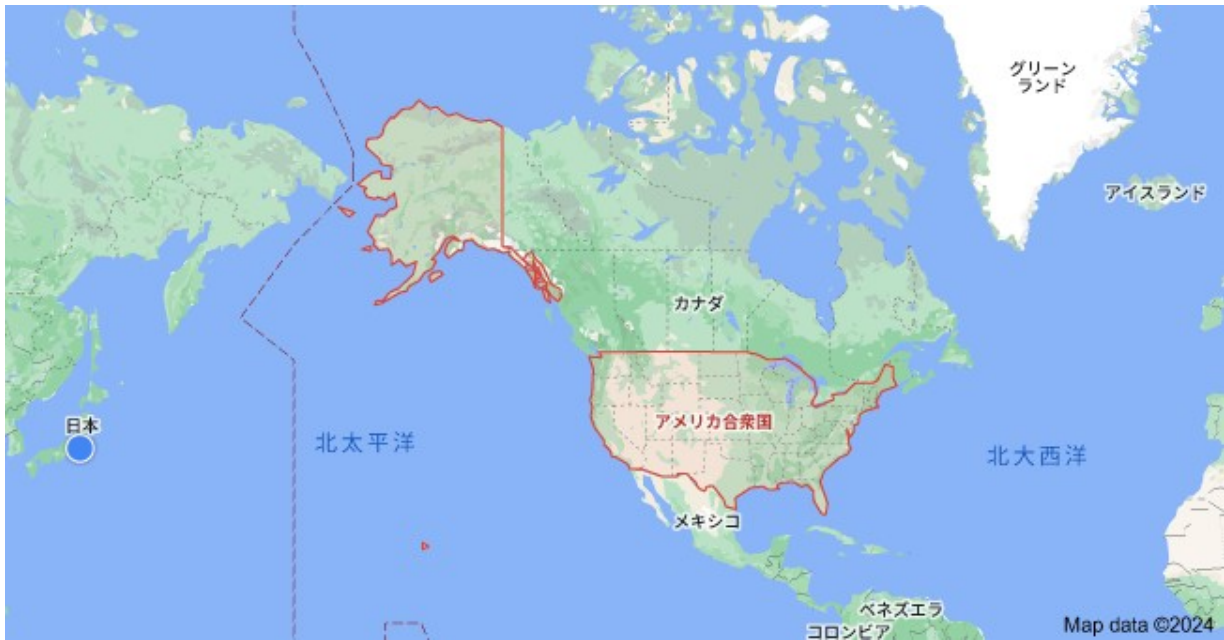 グリーン
ランド
アイスランド
カナダ
日本
アメリカ合衆国
北太平洋
北大西洋
メキシコ
ベネズエラ
コロンビア
Map data ©2024